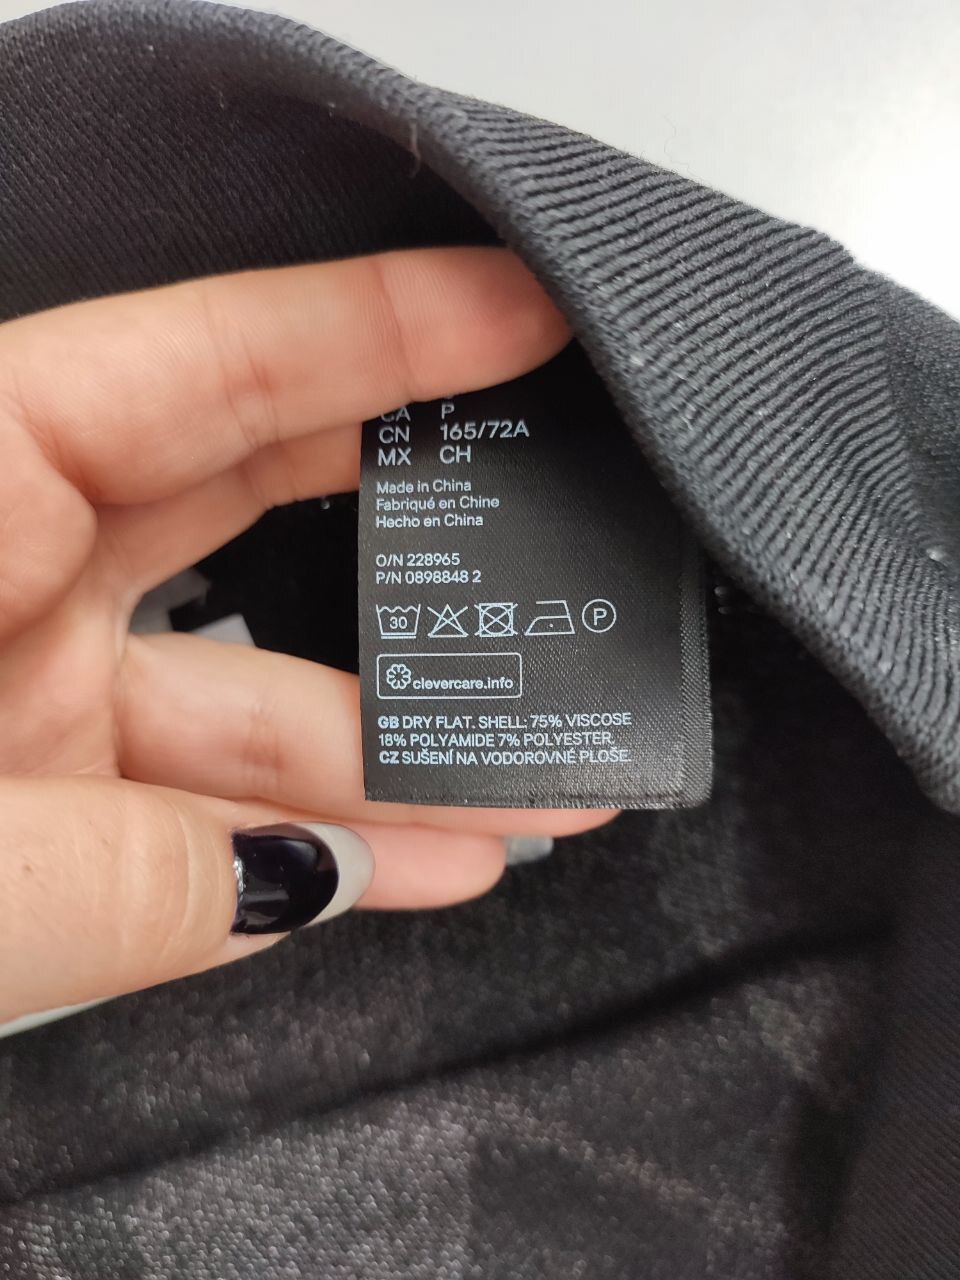 CA P
CN 165/72A
MX CH
Made in China
Fabriqué en Chine
Hecho en China
O/N 228965
P/N 0898848 2
30
P
clevercare.info
GB DRY FLAT. SHELL: 75% VISCOSE
18% POLYAMIDE 7% POLYESTER.
CZ SUŠENÍ NA VODOROVNÉ PLOŠE.